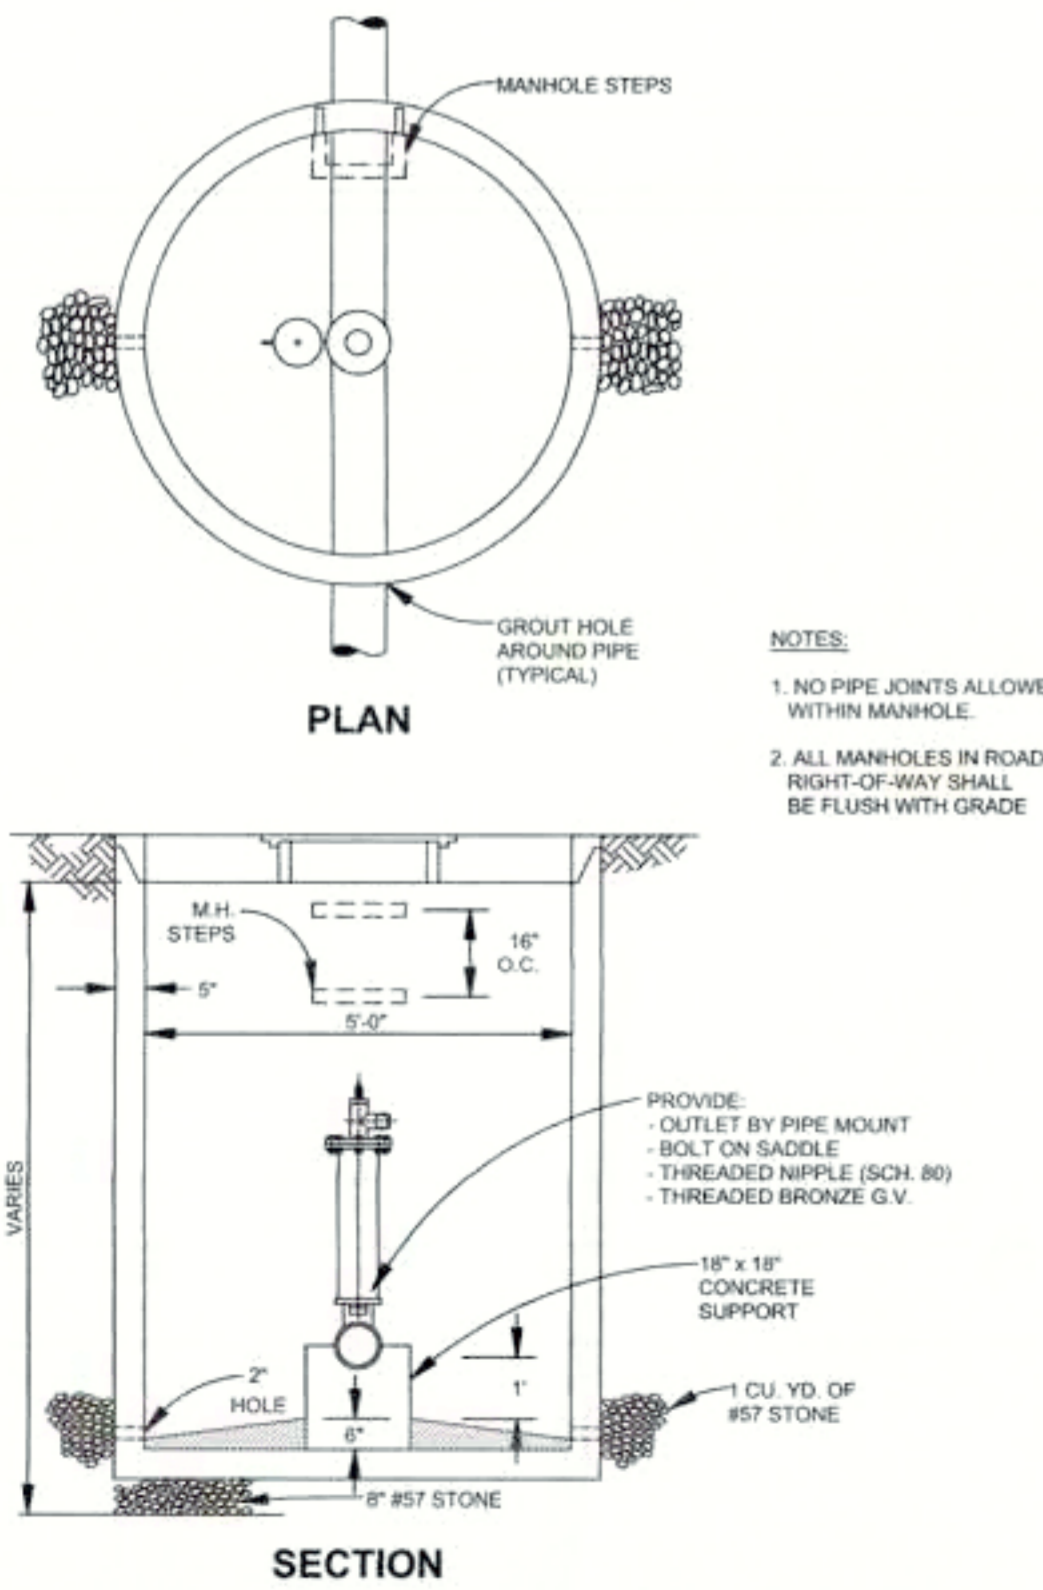 MANHOLE STEPS
GROUT HOLE
AROUND PIPE
(TYPICAL)
PLAN
NOTES:
1. NO PIPE JOINTS ALLOWE
WITHIN MANHOLE.
2. ALL MANHOLES IN ROAD
RIGHT-OF-WAY SHALL
BE FLUSH WITH GRADE
M.H.
STEPS
16"
O.C.
5"
5'-0"
VARIES
PROVIDE:
- OUTLET BY PIPE MOUNT
- BOLT ON SADDLE
- THREADED NIPPLE (SCH. 80)
- THREADED BRONZE G.V.
18" x 18"
CONCRETE
SUPPORT
2"
HOLE
1'
6"
1 CU. YD. OF
#57 STONE
8" #57 STONE
SECTION